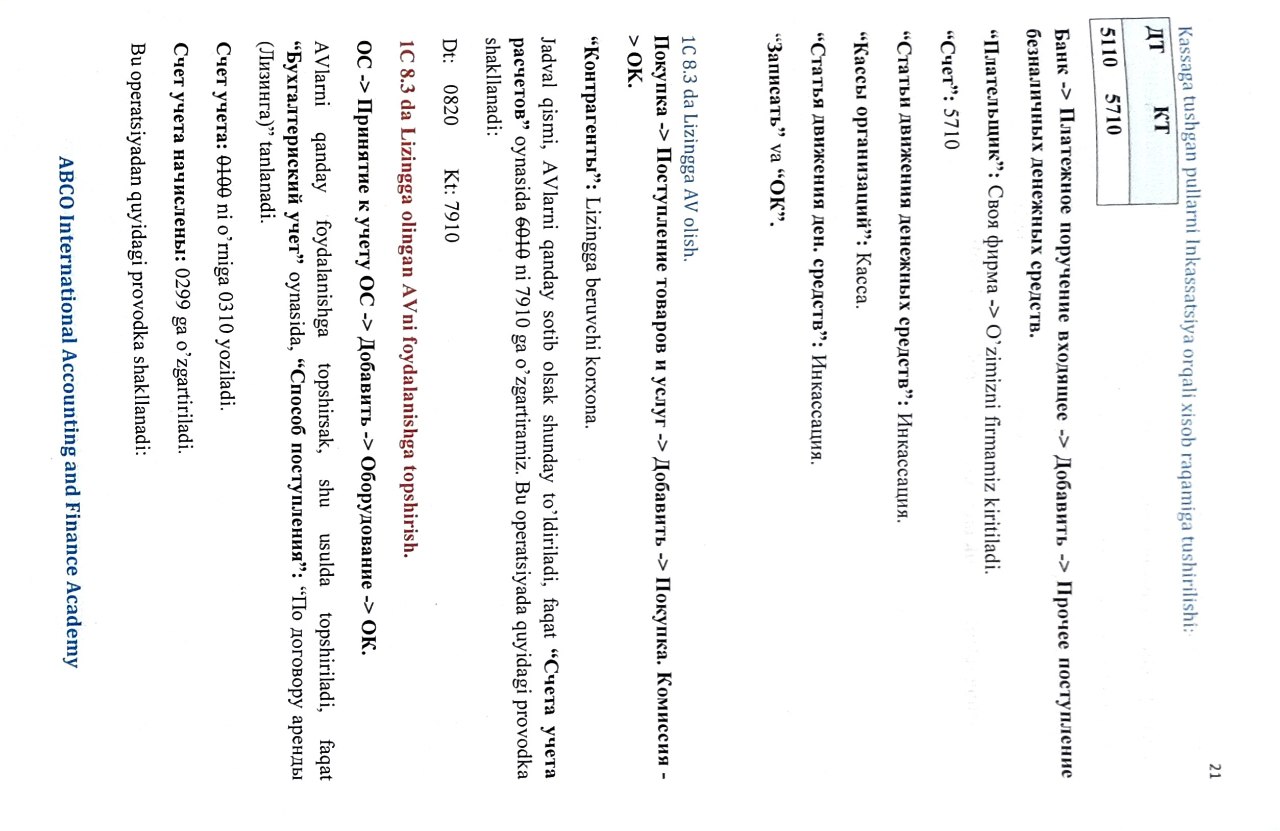 21
Kassaga tushgan pullarni Inkassatsiya orqali xisob raqamiga tushirilishi:
ДТ КТ
5110 5710
Банк -> Платежное поручение входящее -> Добавить -> Прочее поступление
безналичных денежных средств.
“Плательщик”: Своя фирма -> O’zimizni firmamiz kiritiladi.
“Счет”: 5710
“Статьи движения денежных средств”: Инкассация.
“Кассы организаций”: Касса.
“Статья движения ден. средств”: Инкассация.
“Записать” va “ОК”.
1C 8.3 da Lizingga AV olish.
Покупка -> Поступление товаров и услуг -> Добавить -> Покупка. Комиссия -
> ОК.
“Контрагенты”: Lizingga beruvchi korxona.
Jadval qismi, AVlarni qanday sotib olsak shunday to’ldiriladi, faqat “Счета учета
расчетов” oynasida 6010 ni 7910 ga o’zgartiramiz. Bu operatsiyada quyidagi provodka
shakllanadi:
Dt: 0820 Kt: 7910
1C 8.3 da Lizingga olingan AVni foydalanishga topshirish.
ОС -> Принятие к учету ОС -> Добавить -> Оборудование -> ОК.
AVlarni qanday foydalanishga topshirsak, shu usulda topshiriladi, faqat
“Бухгалтериский учет” oynasida, “Способ поступления”: “По договору аренды
(Лизинга)” tanlanadi.
Счет учета: 0100 ni o’rniga 0310 yoziladi.
Счет учета начислены: 0299 ga o’zgartiriladi.
Bu operatsiyadan quyidagi provodka shakllanadi:
ABCO International Accounting and Finance Academy